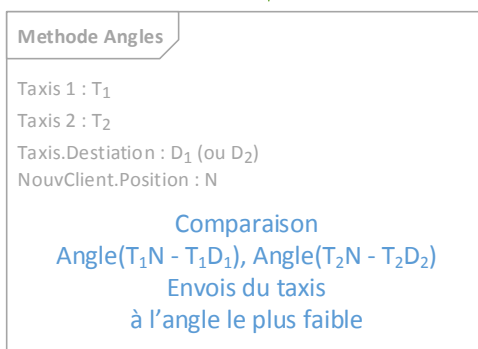 Methode Angles
Taxis 1 : T₁
Taxis 2 : T₂
Taxis.Destiation : D₁ (ou D₂)
NouvClient.Position : N
Comparaison
Angle(T₁N - T₁D₁), Angle(T₂N - T₂D₂)
Envois du taxis
à l’angle le plus faible